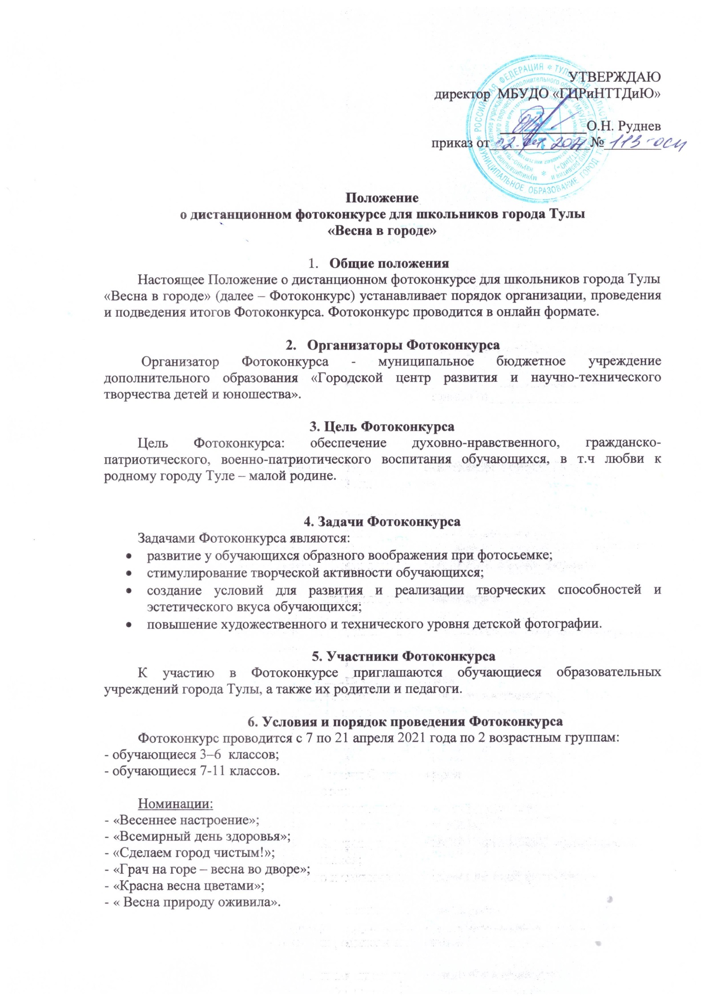 УТВЕРЖДАЮ
директор МБУДО «ГЦРиНТТДиЮ»
О.Н. Руднев
приказ от 02.04.2021 № 113-осн
РОССИЙСКАЯ ФЕДЕРАЦИЯ * ТУЛЬСКАЯ ОБЛАСТЬ
МУНИЦИПАЛЬНОЕ ОБРАЗОВАНИЕ ГОРОД
Положение
о дистанционном фотоконкурсе для школьников города Тулы
«Весна в городе»
1. Общие положения
Настоящее Положение о дистанционном фотоконкурсе для школьников города Тулы
«Весна в городе» (далее – Фотоконкурс) устанавливает порядок организации, проведения
и подведения итогов Фотоконкурса. Фотоконкурс проводится в онлайн формате.
2. Организаторы Фотоконкурса
Организатор Фотоконкурса - муниципальное бюджетное учреждение
дополнительного образования «Городской центр развития и научно-технического
творчества детей и юношества».
3. Цель Фотоконкурса
Цель Фотоконкурса: обеспечение духовно-нравственного, гражданско-
патриотического, военно-патриотического воспитания обучающихся, в т.ч любви к
родному городу Туле – малой родине.
4. Задачи Фотоконкурса
Задачами Фотоконкурса являются:
• развитие у обучающихся образного воображения при фотосьемке;
• стимулирование творческой активности обучающихся;
• создание условий для развития и реализации творческих способностей и
эстетического вкуса обучающихся;
• повышение художественного и технического уровня детской фотографии.
5. Участники Фотоконкурса
К участию в Фотоконкурсе приглашаются обучающиеся образовательных
учреждений города Тулы, а также их родители и педагоги.
6. Условия и порядок проведения Фотоконкурса
Фотоконкурс проводится с 7 по 21 апреля 2021 года по 2 возрастным группам:
- обучающиеся 3–6 классов;
- обучающиеся 7-11 классов.
Номинации:
- «Весеннее настроение»;
- «Всемирный день здоровья»;
- «Сделаем город чистым!»;
- «Грач на горе – весна во дворе»;
- «Красна весна цветами»;
- « Весна природу оживила».